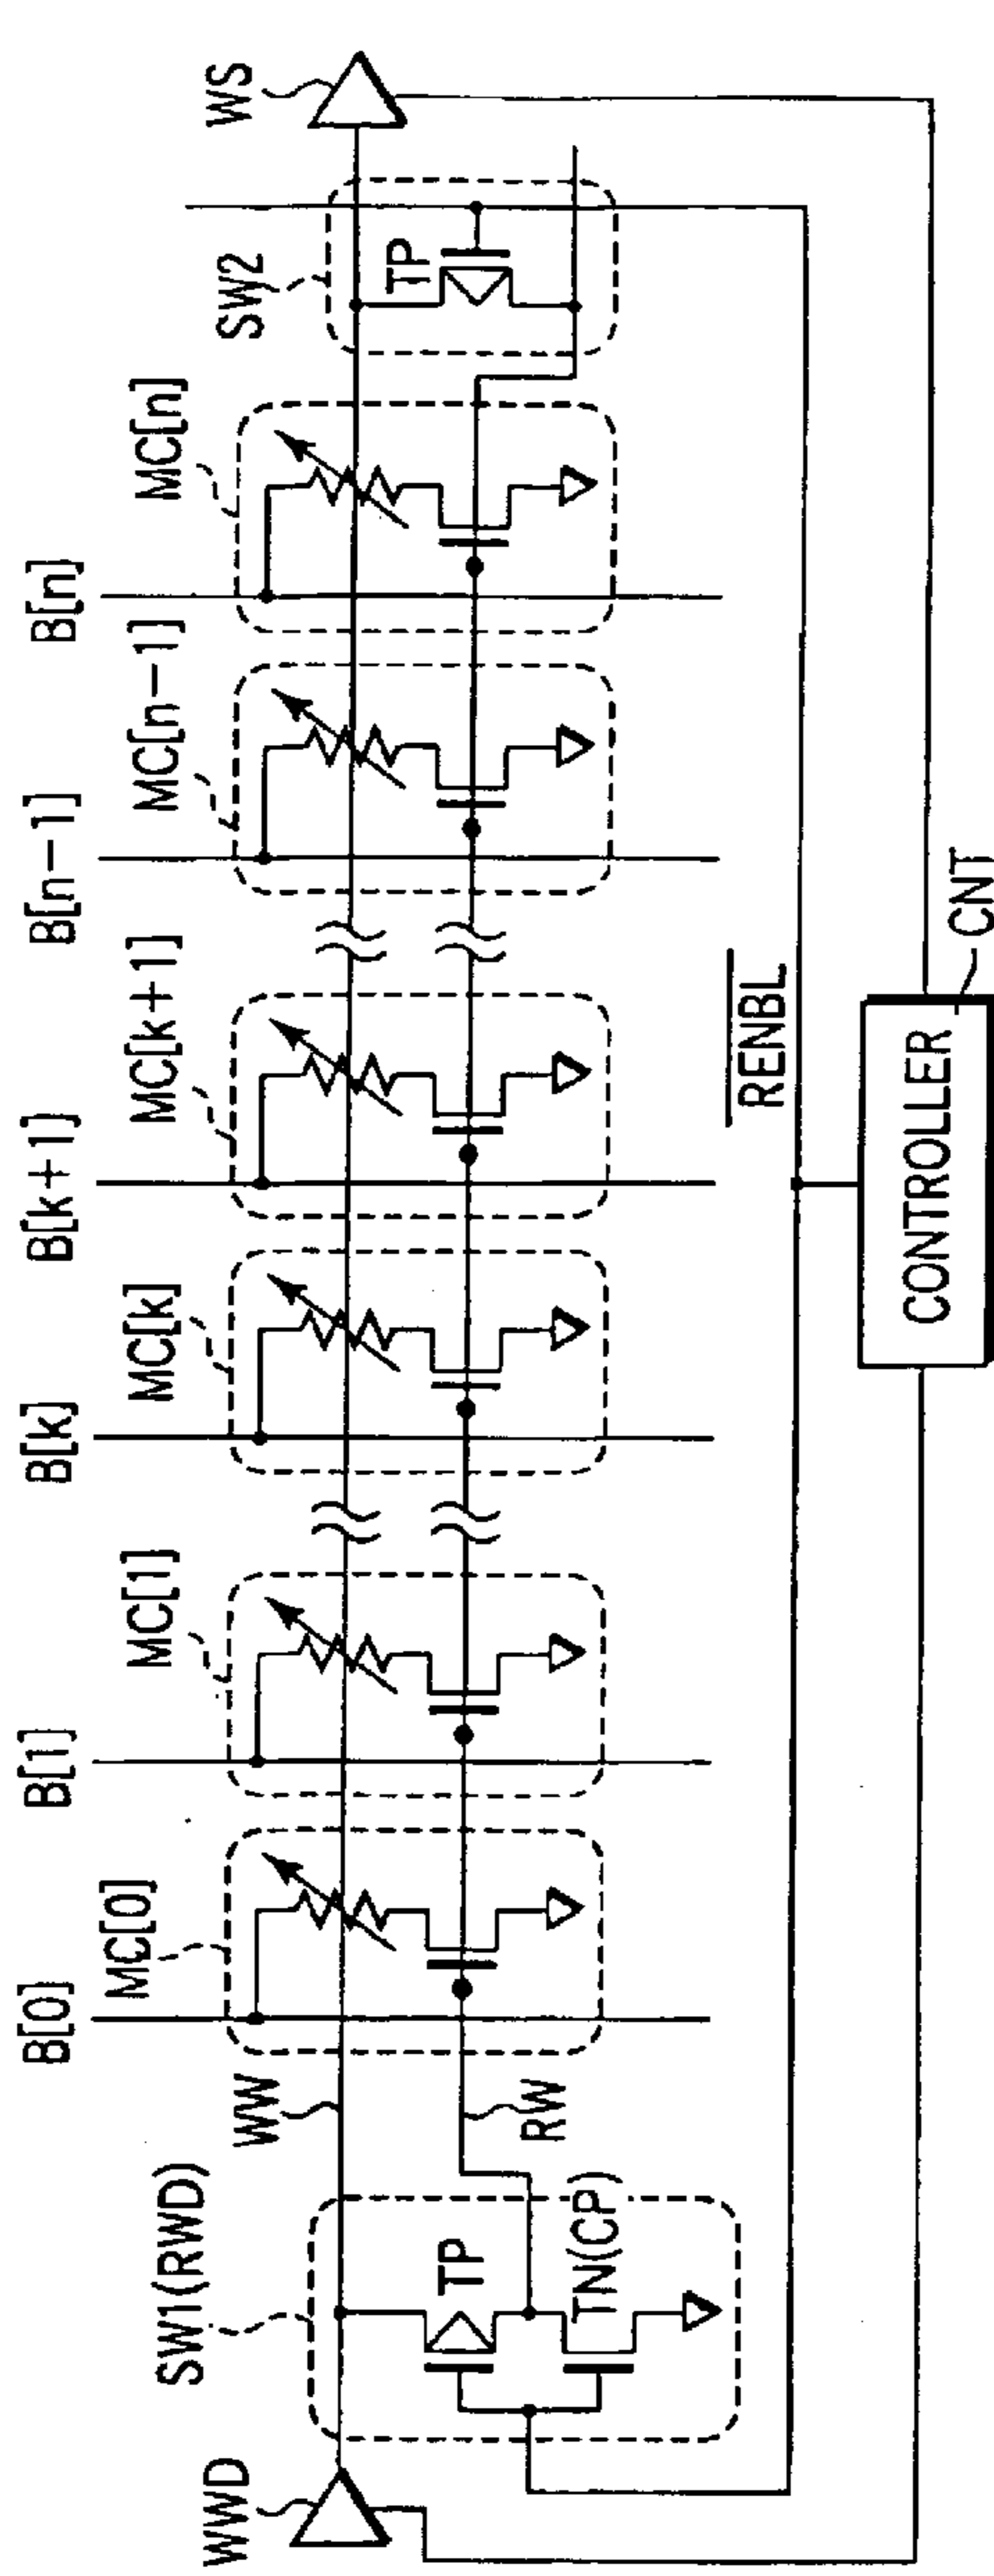 B[0]
B[1]
B[k]
B[k+1]
B[n-1]
B[n]
MC[0]
MC[1]
MC[k]
MC[k+1]
MC[n-1]
MC[n]
SW1(RWD)
SW2
WWD
WW
WS
TP
TP
TN(CP)
RW
RENBL
CONTROLLER
CNT